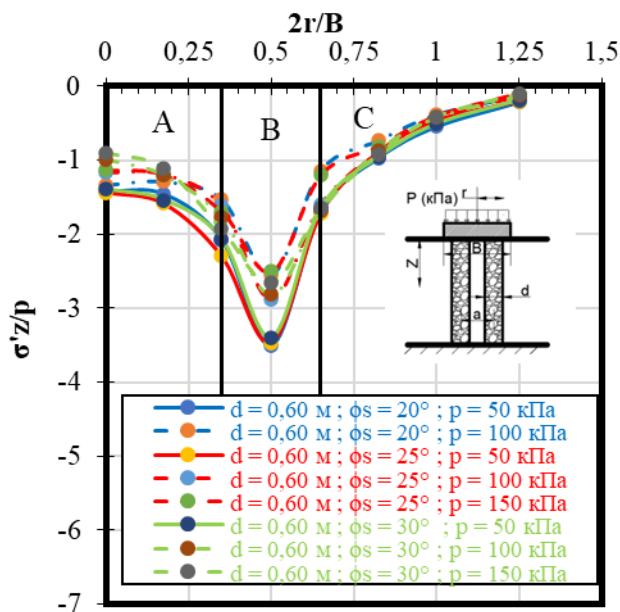 2r/B
0 0,25 0,5 0,75 1 1,25 1,5
0
-1
-2
-3
-4
-5
-6
-7
σ'z/p
A B C
P (кПа)
r
B
Z
d
a
d = 0,60 м ; ϕs = 20° ; p = 50 кПа
d = 0,60 м ; ϕs = 20° ; p = 100 кПа
d = 0,60 м ; ϕs = 25° ; p = 50 кПа
d = 0,60 м ; ϕs = 25° ; p = 100 кПа
d = 0,60 м ; ϕs = 25° ; p = 150 кПа
d = 0,60 м ; ϕs = 30° ; p = 50 кПа
d = 0,60 м ; ϕs = 30° ; p = 100 кПа
d = 0,60 м ; ϕs = 30° ; p = 150 кПа